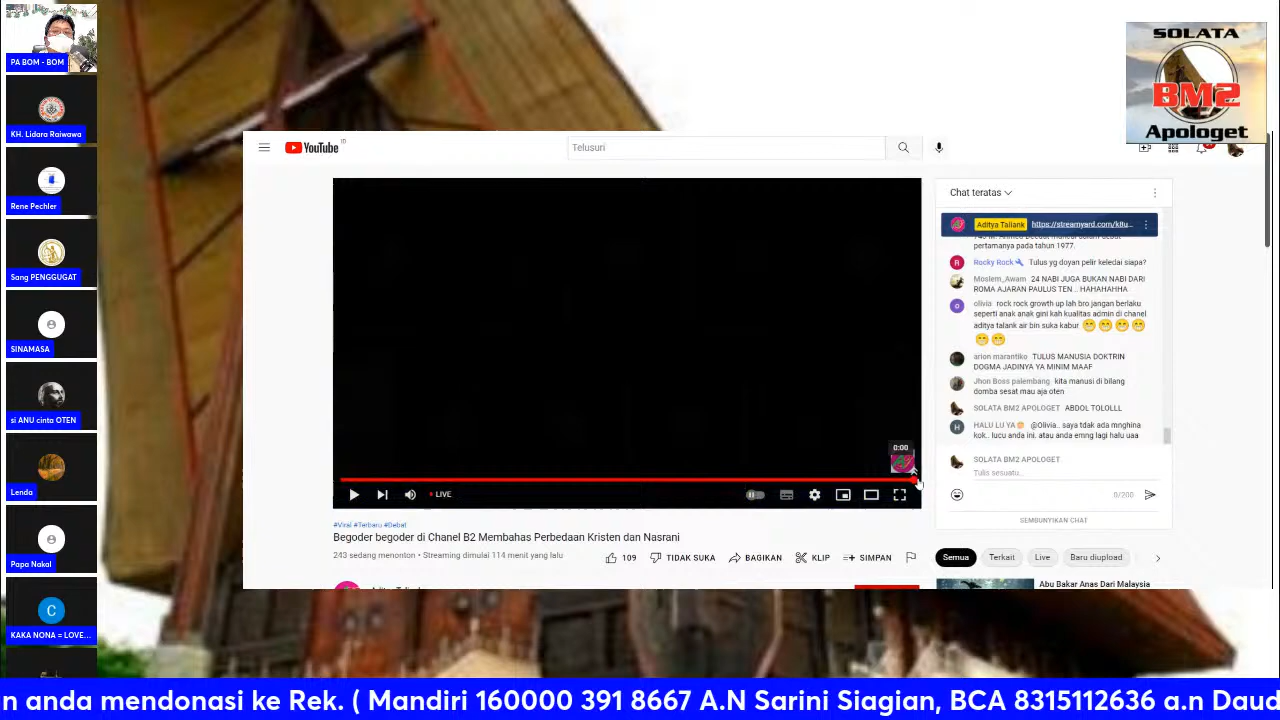 PA BOM - BOM
KH. Lidara Raiwawa
Rene Pechler
Sang PENGGUGAT
SINAMASA
si ANU cinta OTEN
Lenda
Papa Nakal
C
KAKA NONA = LOVE...
SOLATA
BM2
Apologet
YouTube
ID
Telusuri
0:00
LIVE
#Viral #Terbaru #Debat
Begoder begoder di Chanel B2 Membahas Perbedaan Kristen dan Nasrani
243 sedang menonton • Streaming dimulai 114 menit yang lalu
109
TIDAK SUKA
BAGIKAN
KLIP
SIMPAN
Chat teratas
Aditya Taliank https://streamyard.com/k8u...
pertamanya pada tahun 1977.
R
Rocky Rock Tulus yg doyan pelir keledai siapa?
Moslem_Awam 24 NABI JUGA BUKAN NABI DARI
ROMA AJARAN PAULUS TEN .. HAHAHAHHA
O
olivia rock rock growth up lah bro jangan berlaku
seperti anak anak gini kah kualitas admin di chanel
aditya talank air bin suka kabur
arion marantiko TULUS MANUSIA DOKTRIN
DOGMA JADINYA YA MINIM MAAF
Jhon Boss palembang kita manusi di bilang
domba sesat mau aja oten
SOLATA BM2 APOLOGET ABDOL TOLOLLL
H
HALU LU YA @Olivia.. saya tdak ada mnghina
kok.. lucu anda ini. atau anda emng lagi halu uaa
SOLATA BM2 APOLOGET
Tulis sesuatu...
0/200
SEMBUNYIKAN CHAT
Semua
Terkait
Live
Baru diupload
Abu Bakar Anas Dari Malaysia
n anda mendonasi ke Rek. ( Mandiri 160000 391 8667 A.N Sarini Siagian, BCA 8315112636 a.n Daud